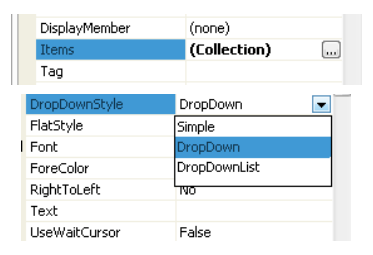 DisplayMember (none)
Items (Collection) ...
Tag
DropDownStyle DropDown
FlatStyle Simple
Font DropDown
ForeColor DropDownList
RightToLeft No
Text
UseWaitCursor False